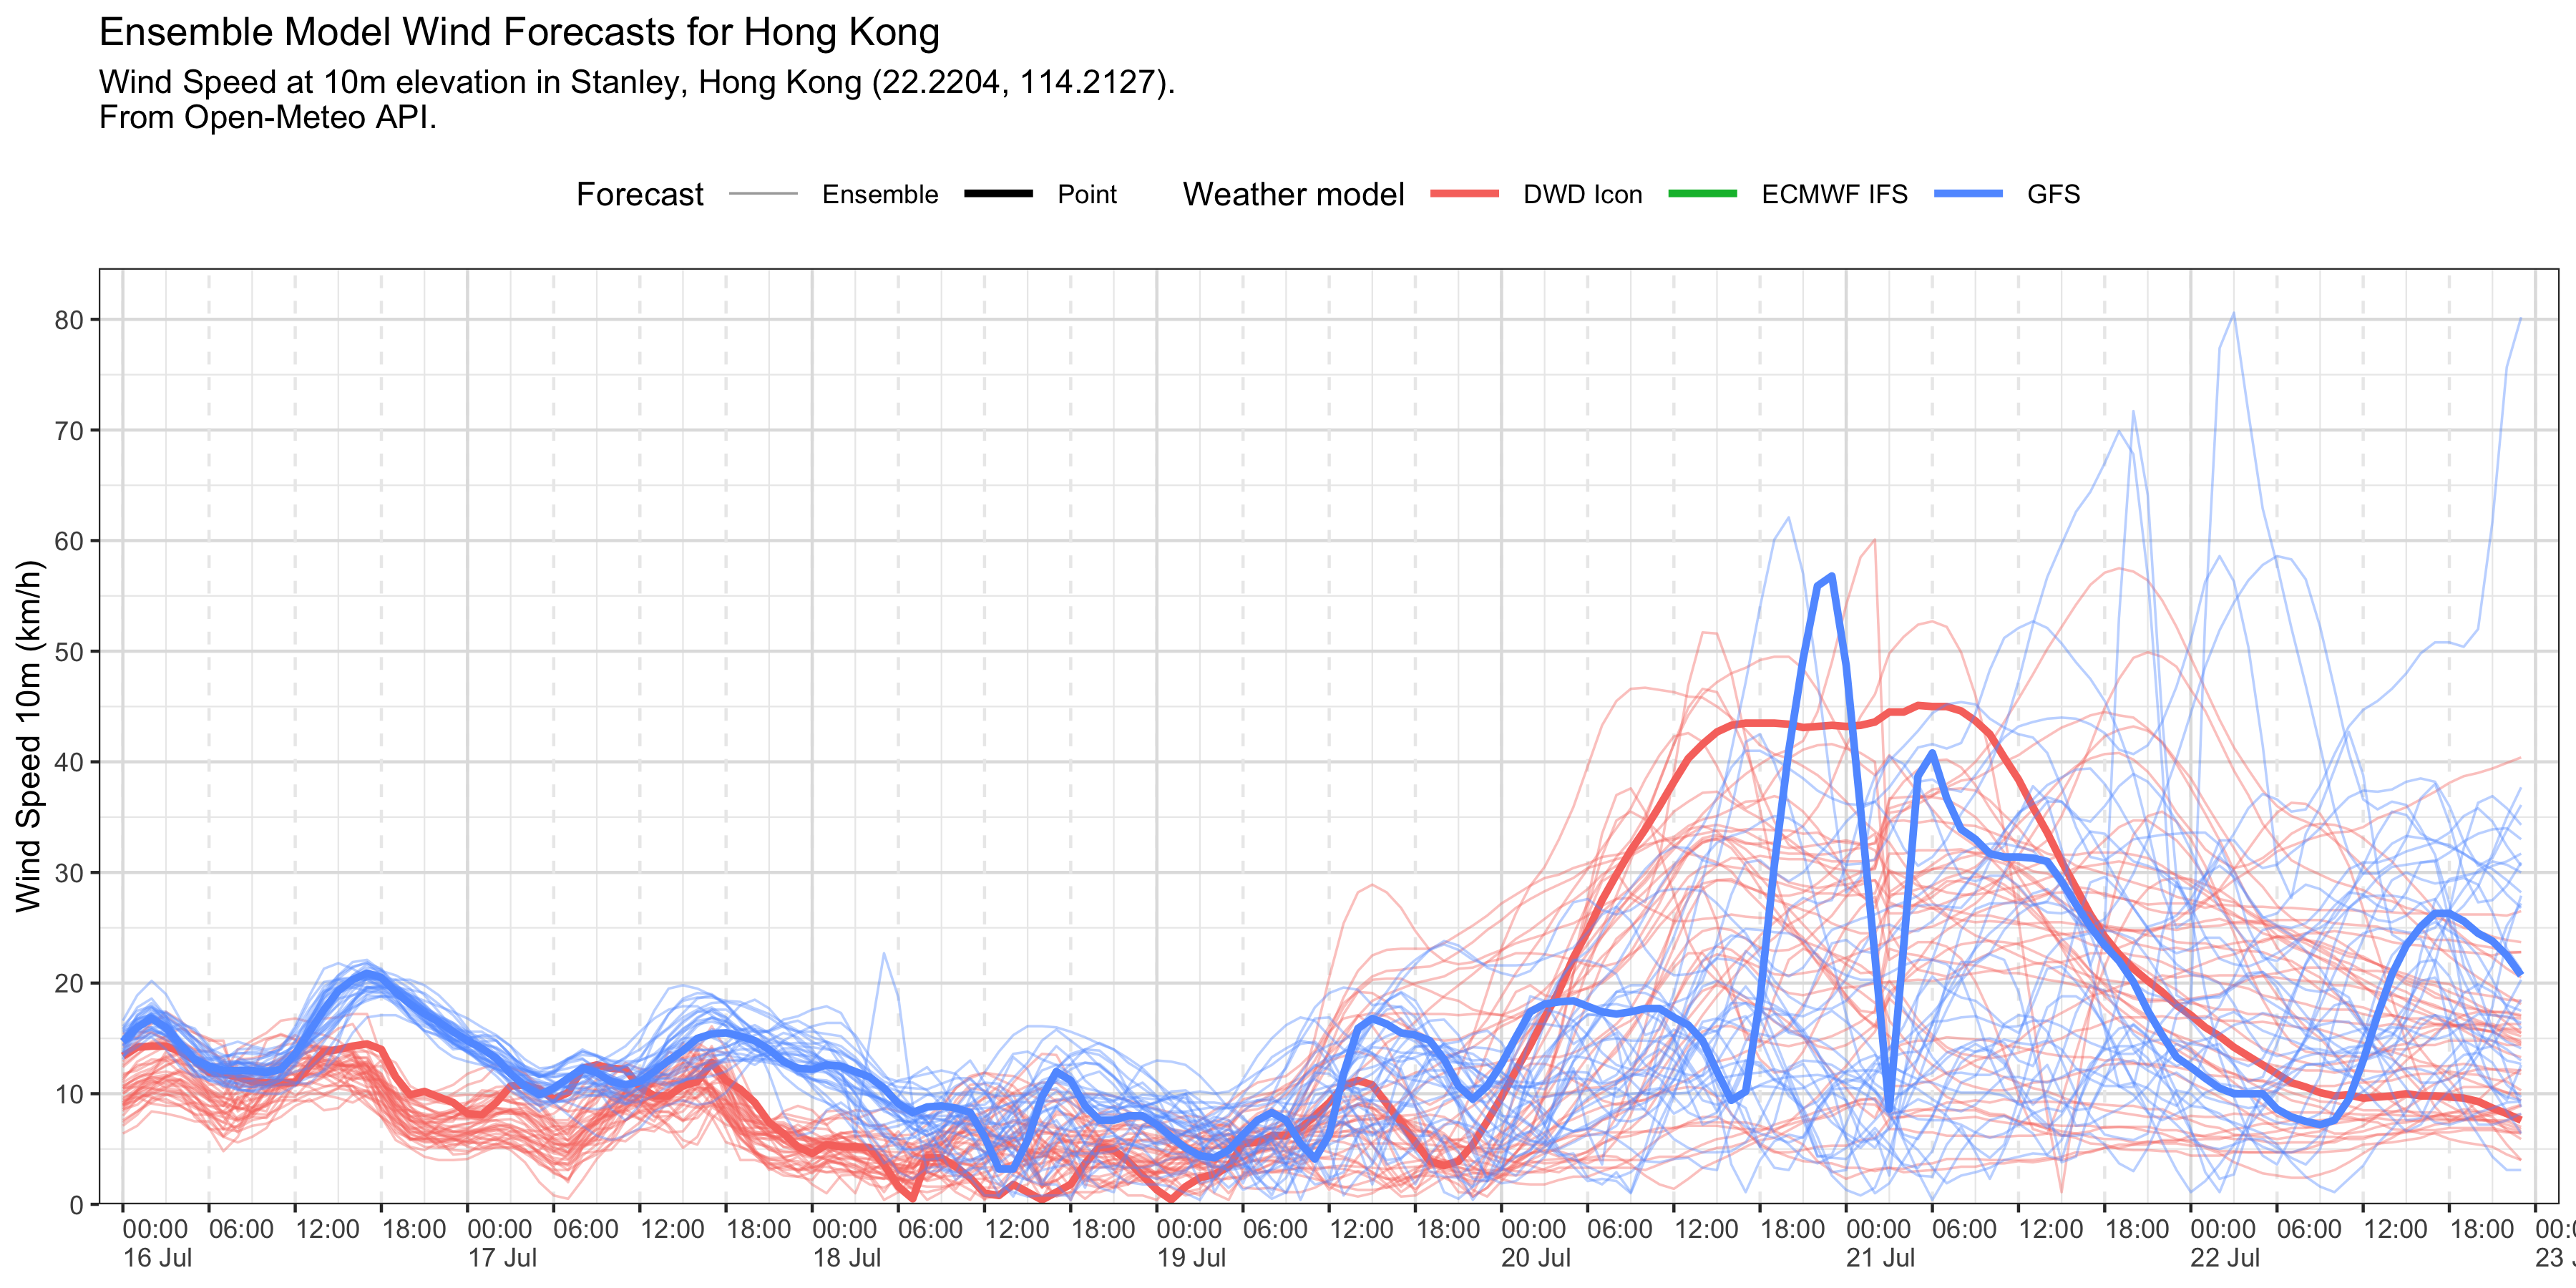 Ensemble Model Wind Forecasts for Hong Kong
Wind Speed at 10m elevation in Stanley, Hong Kong (22.2204, 114.2127).
From Open-Meteo API.
Forecast Ensemble Point Weather model DWD Icon ECMWF IFS GFS
Wind Speed 10m (km/h)
80
70
60
50
40
30
20
10
0
00:00 06:00 12:00 18:00 00:00 06:00 12:00 18:00 00:00 06:00 12:00 18:00 00:00 06:00 12:00 18:00 00:00 06:00 12:00 18:00 00:00 06:00 12:00 18:00 00:00 06:00 12:00 18:00
16 Jul 17 Jul 18 Jul 19 Jul 20 Jul 21 Jul 22 Jul 23